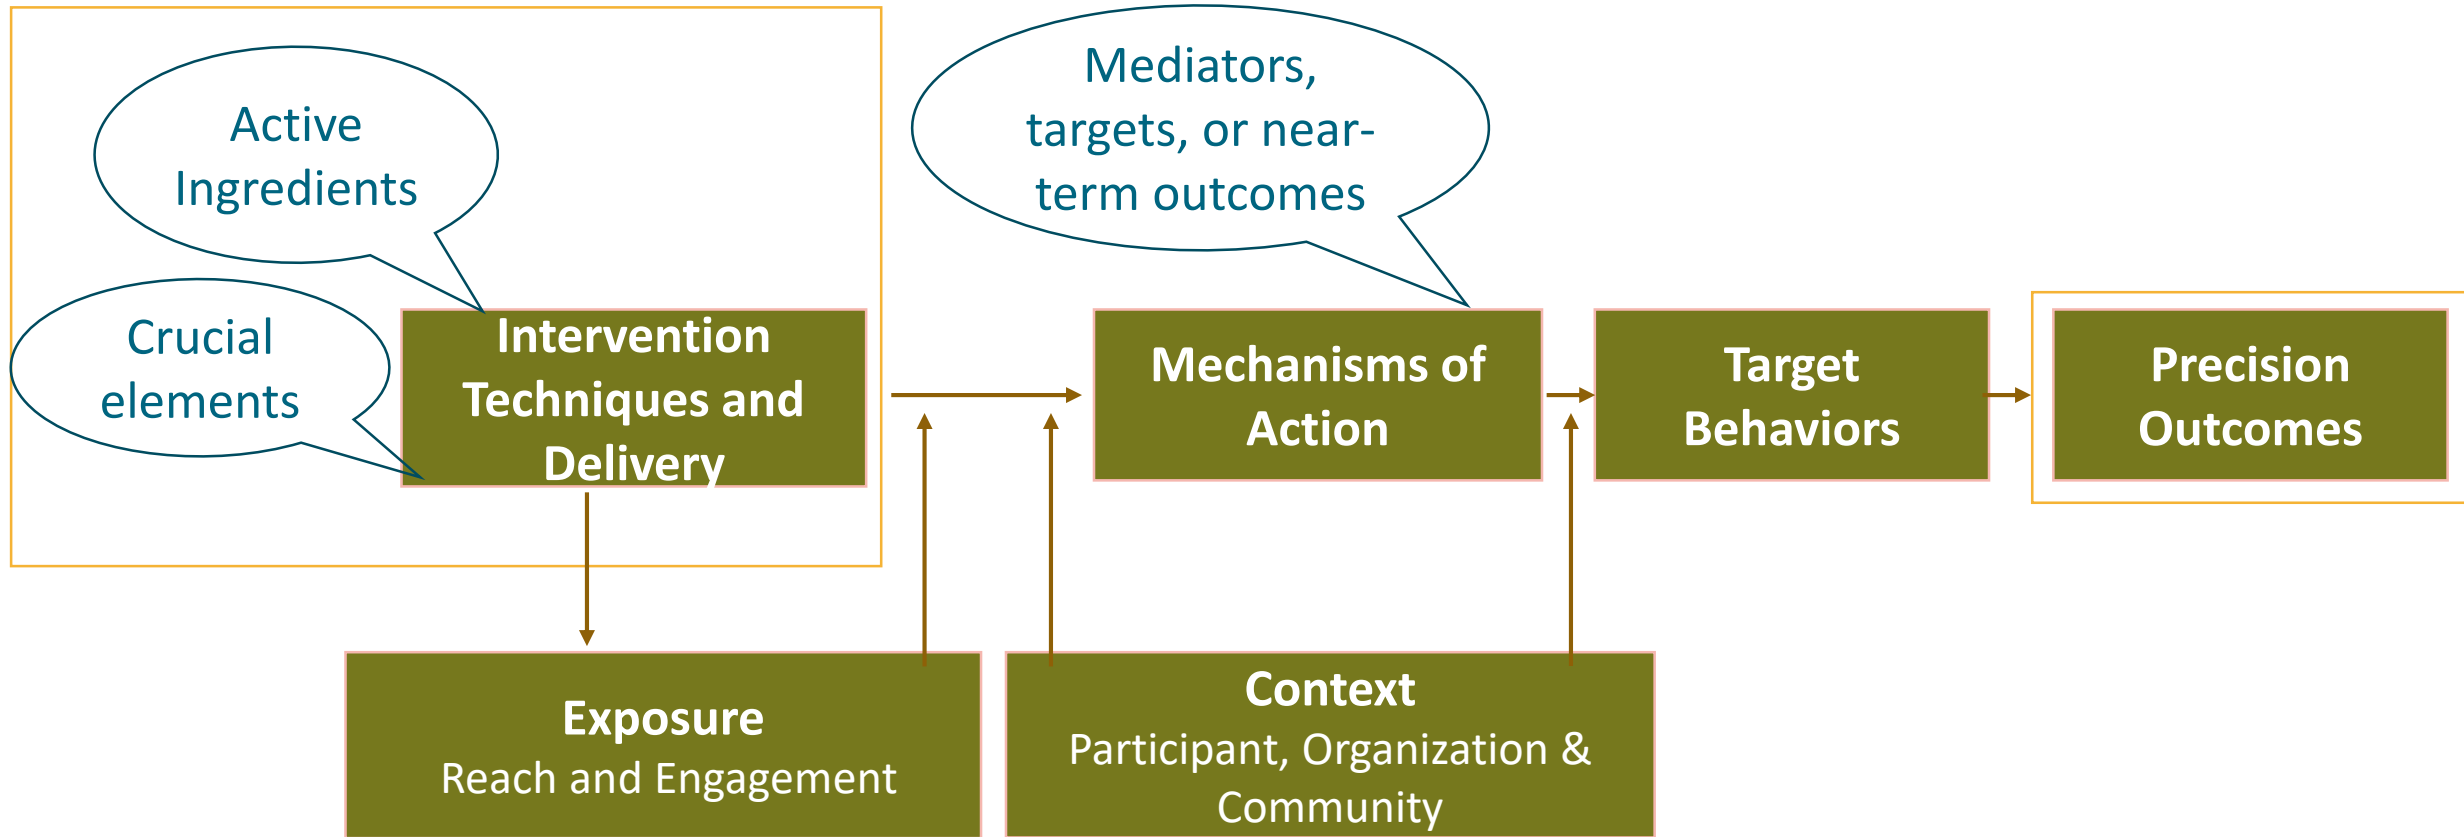 Active
Ingredients
Crucial
elements
Mediators,
targets, or near-
term outcomes
Intervention
Techniques and
Delivery
Mechanisms of
Action
Target
Behaviors
Precision
Outcomes
Exposure
Reach and Engagement
Context
Participant, Organization &
Community